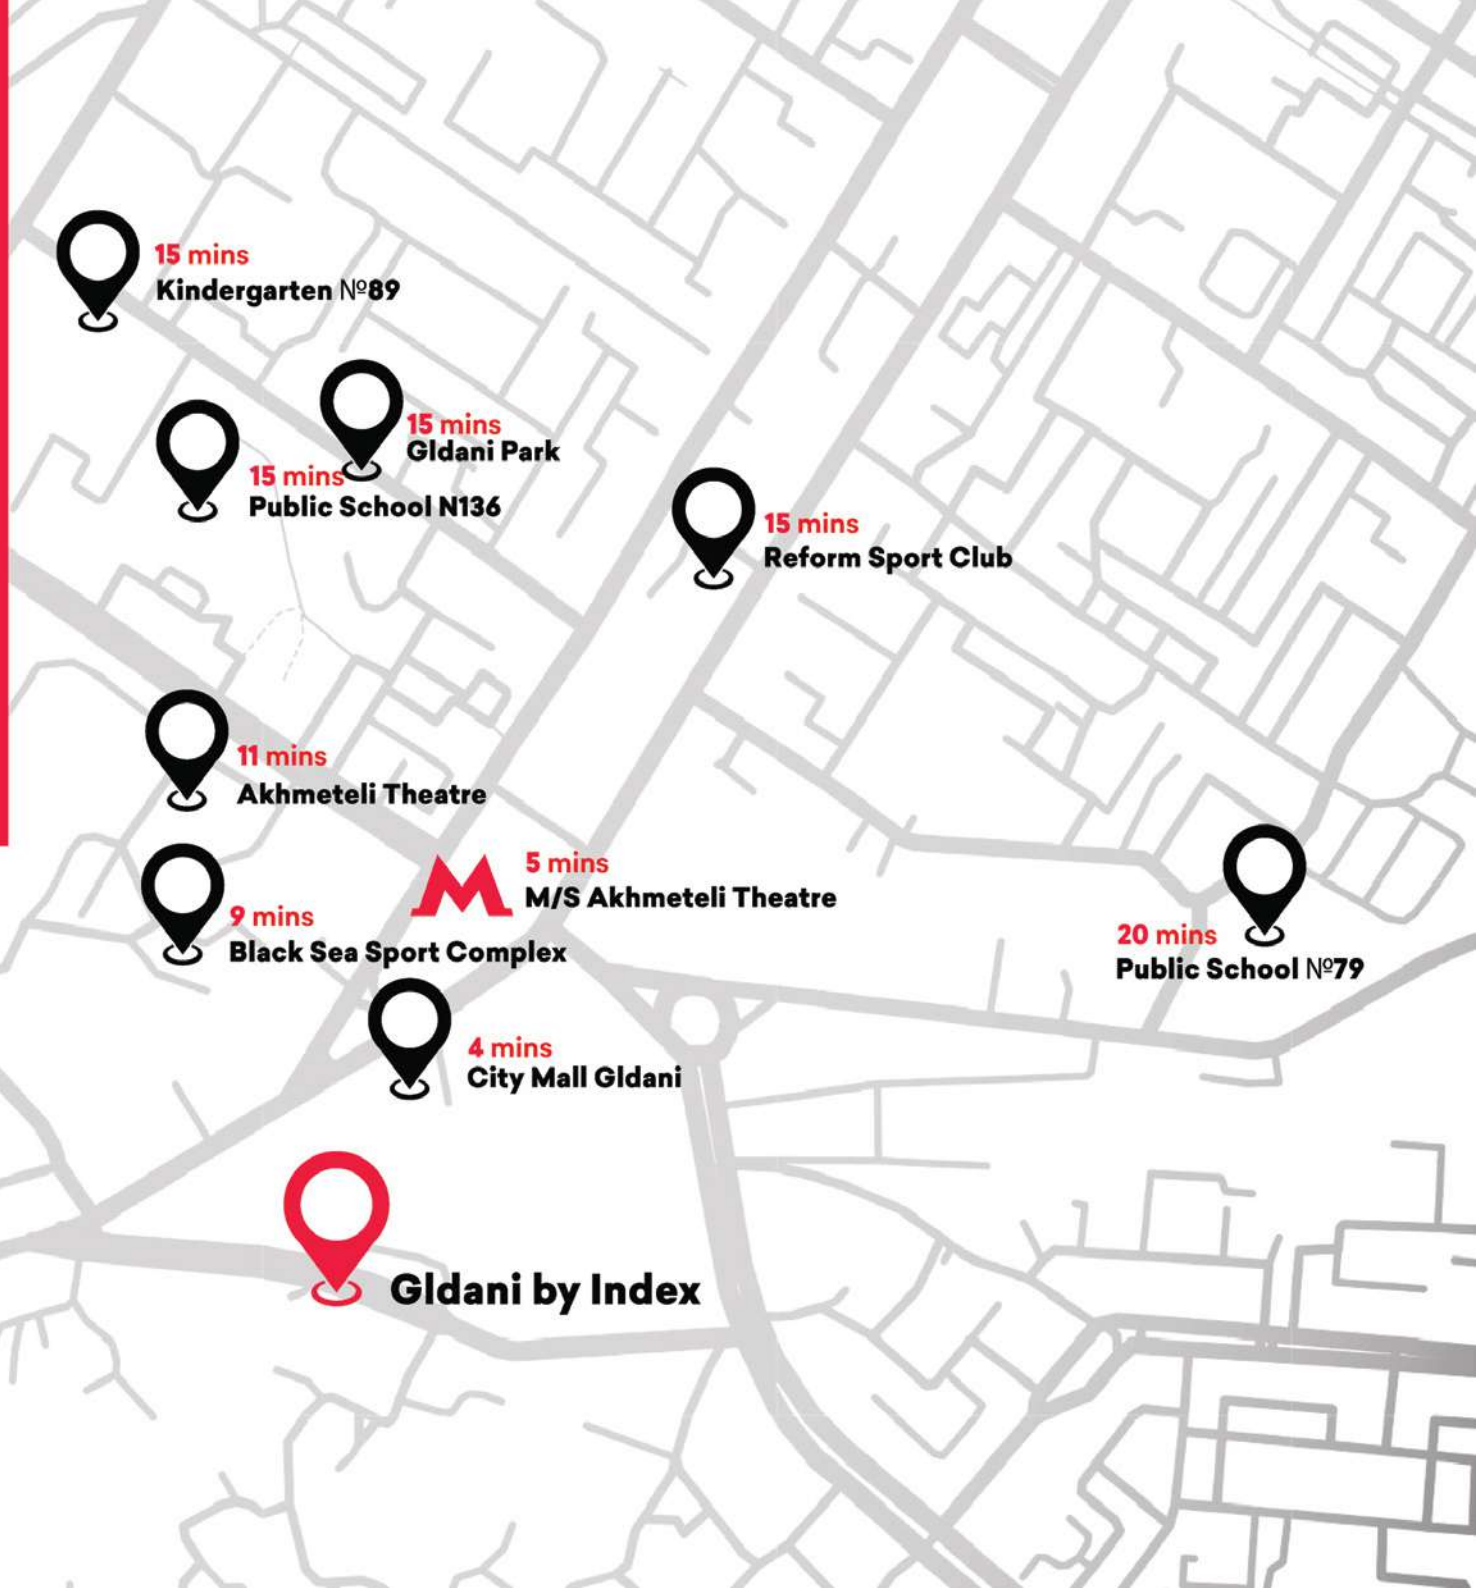 15 mins
Kindergarten №89
15 mins
Gldani Park
15 mins
Public School N136
15 mins
Reform Sport Club
11 mins
Akhmeteli Theatre
5 mins
M/S Akhmeteli Theatre
9 mins
Black Sea Sport Complex
20 mins
Public School №79
4 mins
City Mall Gldani
Gldani by Index